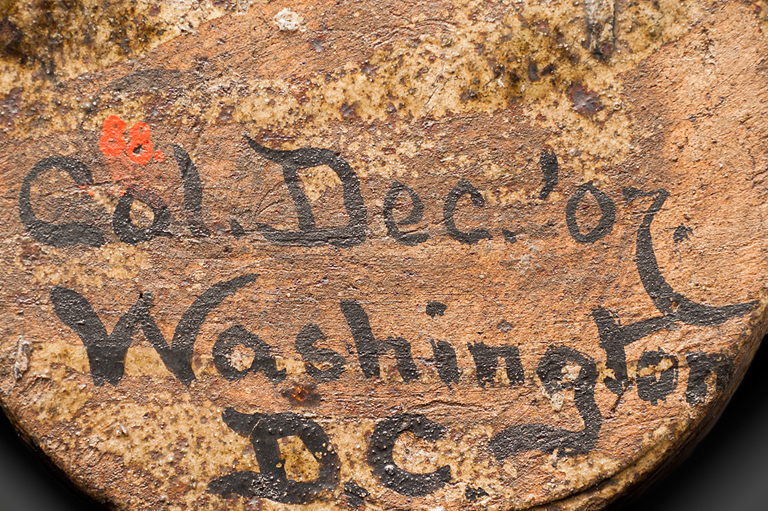 88.
Col. Dec. '07.
Washington
D.C.